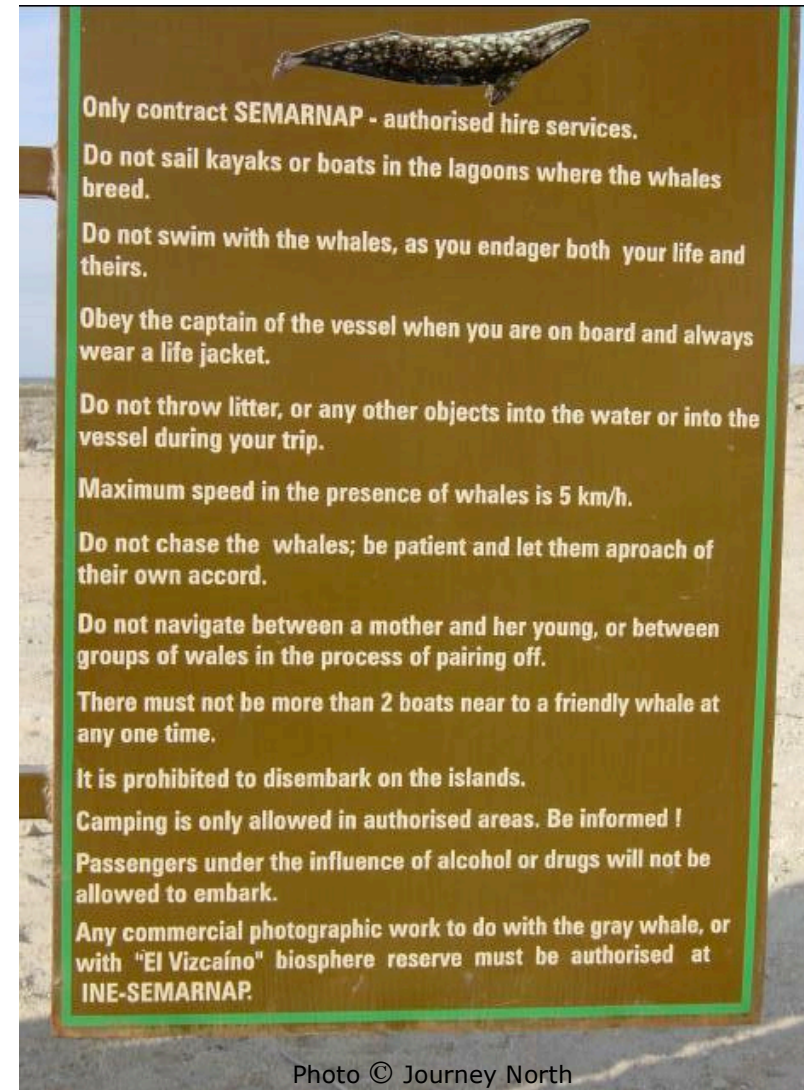 Only contract SEMARNAP - authorised hire services.
Do not sail kayaks or boats in the lagoons where the whales
breed.
Do not swim with the whales, as you endager both your life and
theirs.
Obey the captain of the vessel when you are on board and always
wear a life jacket.
Do not throw litter, or any other objects into the water or into the
vessel during your trip.
Maximum speed in the presence of whales is 5 km/h.
Do not chase the whales; be patient and let them aproach of
their own accord.
Do not navigate between a mother and her young, or between
groups of wales in the process of pairing off.
There must not be more than 2 boats near to a friendly whale at
any one time.
It is prohibited to disembark on the islands.
Camping is only allowed in authorised areas. Be informed !
Passengers under the influence of alcohol or drugs will not be
allowed to embark.
Any commercial photographic work to do with the gray whale, or
with "El Vizcaíno" biosphere reserve must be authorised at
INE-SEMARNAP.
Photo © Journey North